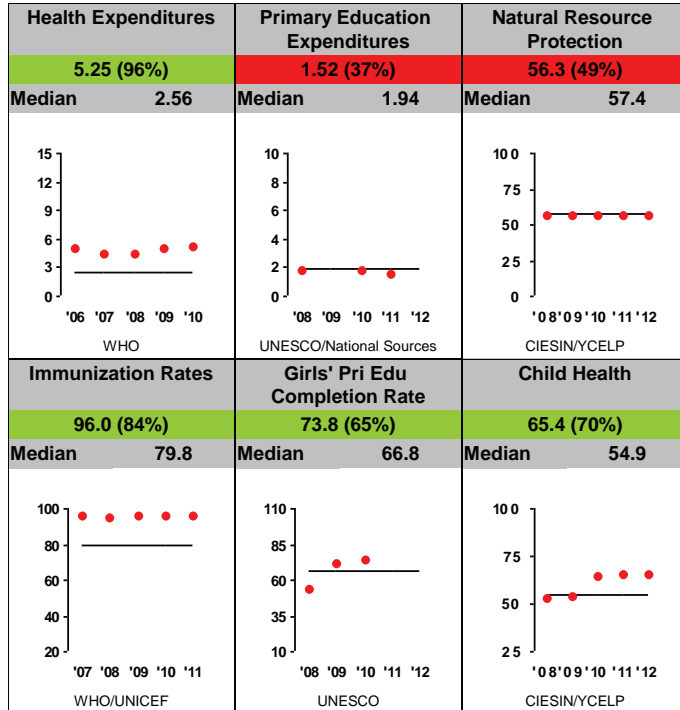 Health Expenditures
5.25 (96%)
Median 2.56
15
12
9
6
3
0
'06 '07 '08 '09 '10
WHO
Primary Education
Expenditures
1.52 (37%)
Median 1.94
10
8
6
4
2
0
'08 '09 '10 '11 '12
UNESCO/National Sources
Natural Resource
Protection
56.3 (49%)
Median 57.4
100
75
50
25
0
'08 '09 '10 '11 '12
CIESIN/YCELP
Immunization Rates
96.0 (84%)
Median 79.8
100
80
60
40
20
'07 '08 '09 '10 '11
WHO/UNICEF
Girls' Pri Edu
Completion Rate
73.8 (65%)
Median 66.8
110
85
60
35
10
'08 '09 '10 '11 '12
UNESCO
Child Health
65.4 (70%)
Median 54.9
100
75
50
25
'08 '09 '10 '11 '12
CIESIN/YCELP